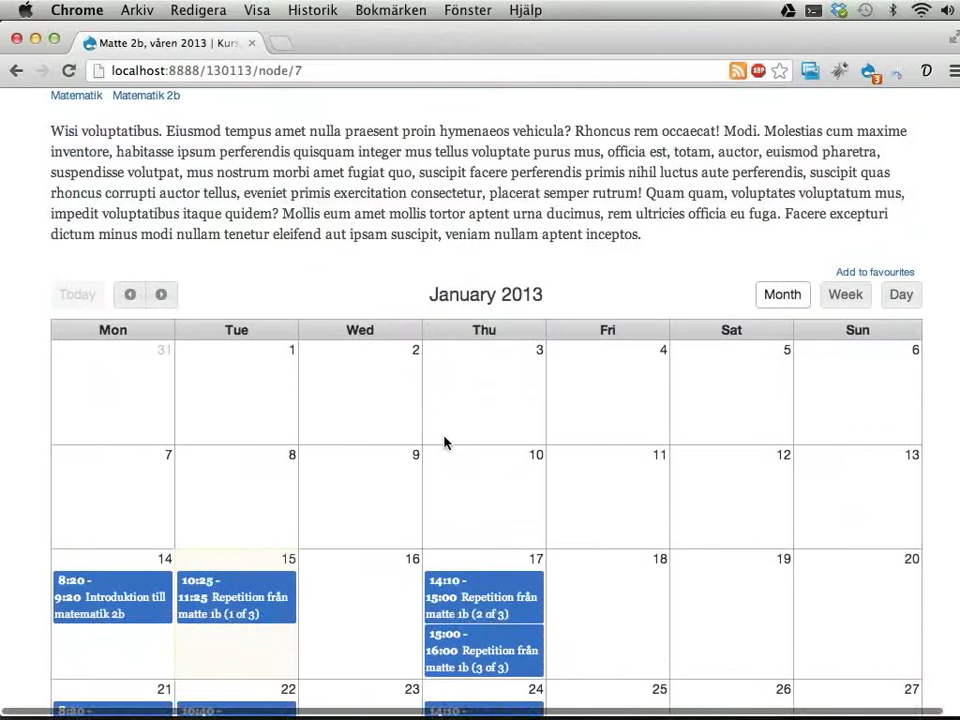 Chrome Arkiv Redigera Visa Historik Bokmärken Fönster Hjälp
Matte 2b, våren 2013 | Kurs
localhost:8888/130113/node/7
ABP
3
Matematik Matematik 2b
Wisi voluptatibus. Eiusmod tempus amet nulla praesent proin hymenaeos vehicula? Rhoncus rem occaecat! Modi. Molestias cum maxime
inventore, habitasse ipsum perferendis quisquam integer mus tellus voluptate purus mus, officia est, totam, auctor, euismod pharetra,
suspendisse volutpat, mus nostrum morbi amet fugiat quo, suscipit facere perferendis primis nihil luctus aute perferendis, suscipit quas
rhoncus corrupti auctor tellus, eveniet primis exercitation consectetur, placerat semper rutrum! Quam quam, voluptates voluptatum mus,
impedit voluptatibus itaque quidem? Mollis eum amet mollis tortor aptent urna ducimus, rem ultricies officia eu fuga. Facere excepturi
dictum minus modi nullam tenetur eleifend aut ipsam suscipit, veniam nullam aptent inceptos.
Add to favourites
Today January 2013 Month Week Day
Mon Tue Wed Thu Fri Sat Sun
31 1 2 3 4 5 6
7 8 9 10 11 12 13
14 15 16 17 18 19 20
8:20 -
9:20 Introduktion till
matematik 2b
10:25 -
11:25 Repetition från
matte 1b (1 of 3)
14:10 -
15:00 Repetition från
matte 1b (2 of 3)
15:00 -
16:00 Repetition från
matte 1b (3 of 3)
21 22 23 24 25 26 27
8:20 - 10:40 - 14:10 -